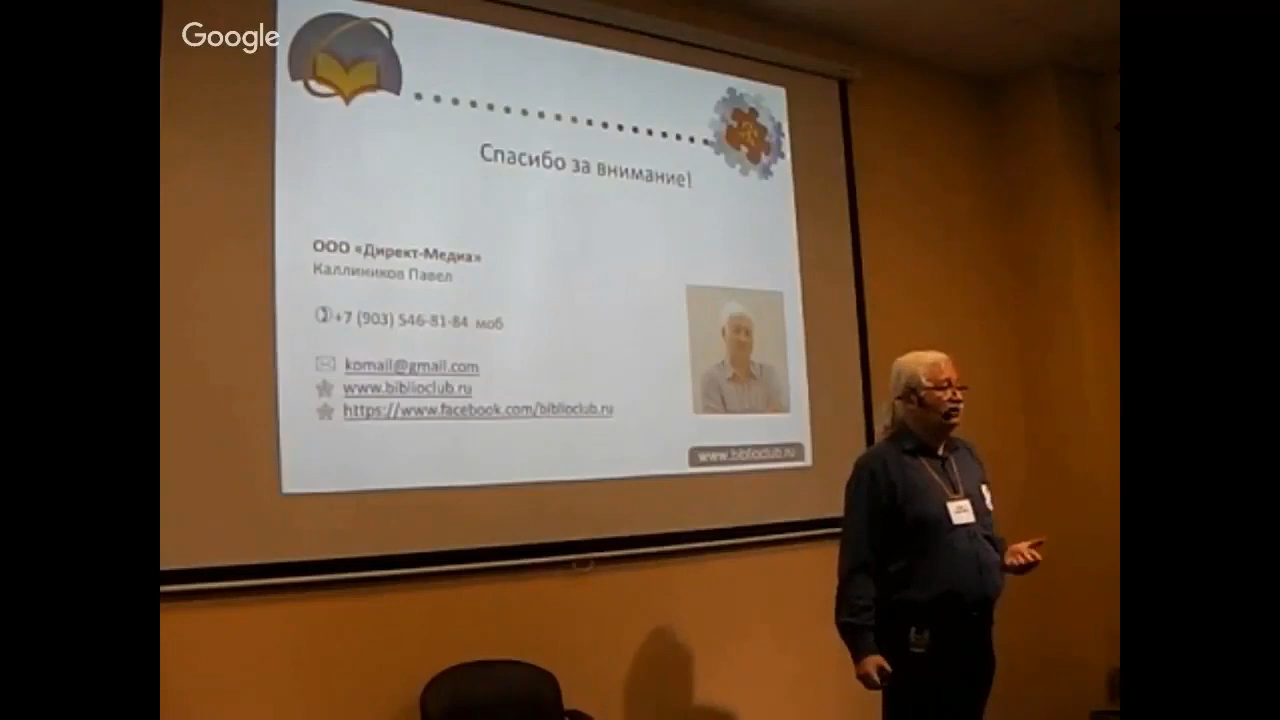 Google
Спасибо за внимание!
ООО «Директ-Медиа»
Каллиников Павел
+7 (903) 546-81-84 моб
komail@gmail.com
www.biblioclub.ru
https://www.facebook.com/biblioclub.ru
www.biblioclub.ru